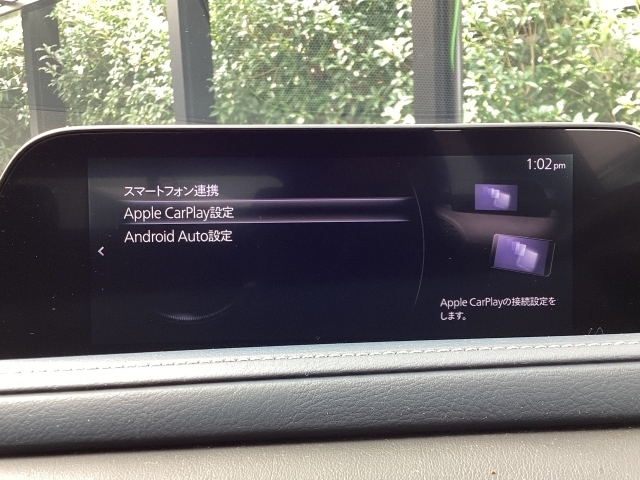 1:02pm
スマートフォン連携
Apple CarPlay設定
Android Auto設定
Apple CarPlayの接続設定を
します。